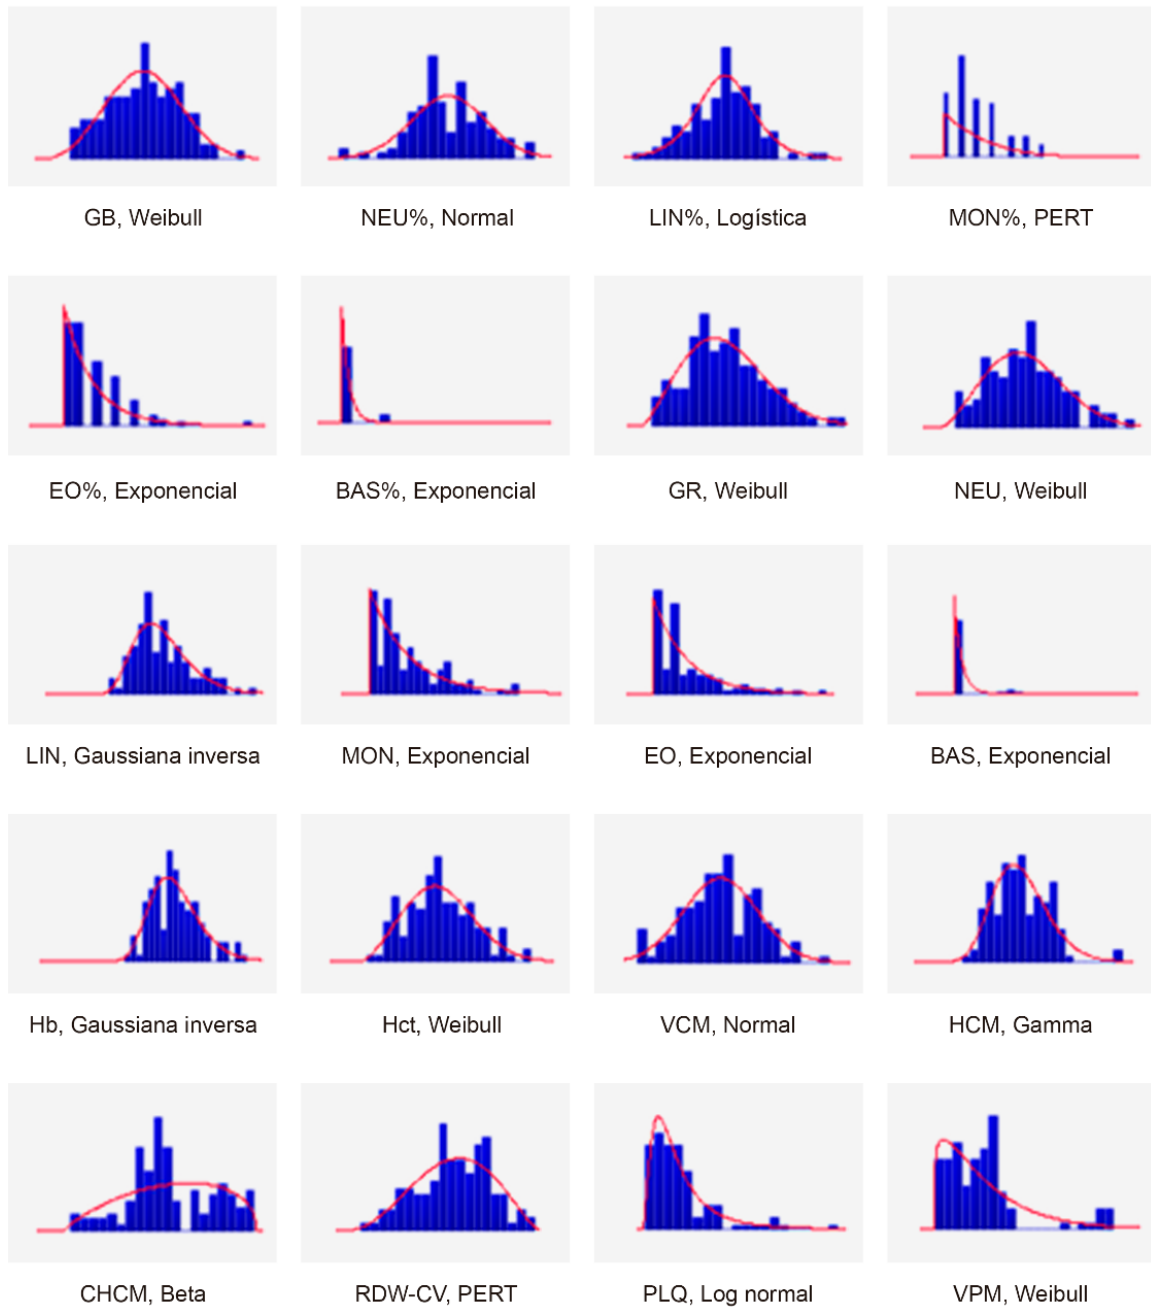 GB, Weibull
NEU%, Normal
LIN%, Logística
MON%, PERT
EO%, Exponencial
BAS%, Exponencial
GR, Weibull
NEU, Weibull
LIN, Gaussiana inversa
MON, Exponencial
EO, Exponencial
BAS, Exponencial
Hb, Gaussiana inversa
Hct, Weibull
VCM, Normal
HCM, Gamma
CHCM, Beta
RDW-CV, PERT
PLQ, Log normal
VPM, Weibull